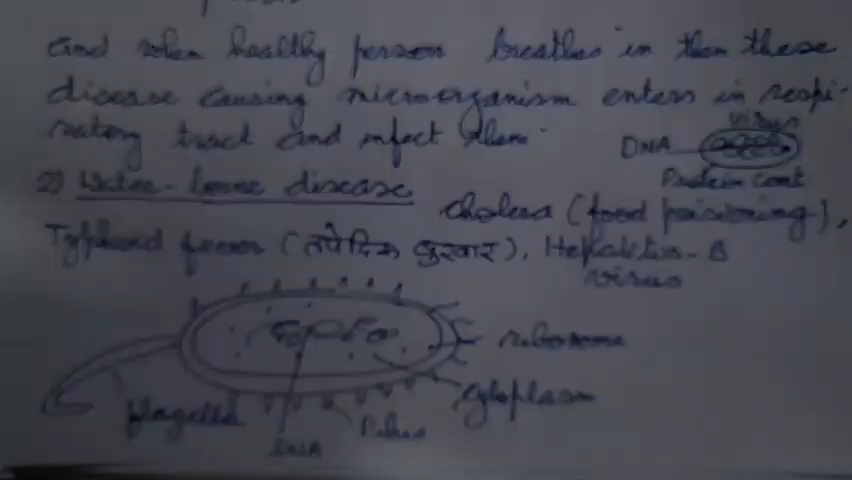 and when healthy person breathes in then these
disease causing microorganism enters in respi-
ratory tract and infect them.
virus
DNA
Protein coat
2) Water-borne disease
cholera (food poisoning),
Typhoid fever (तपेदिक बुखार), Hepatitis-B
virus
ribosome
cytoplasm
flagella
Pilus
DNA